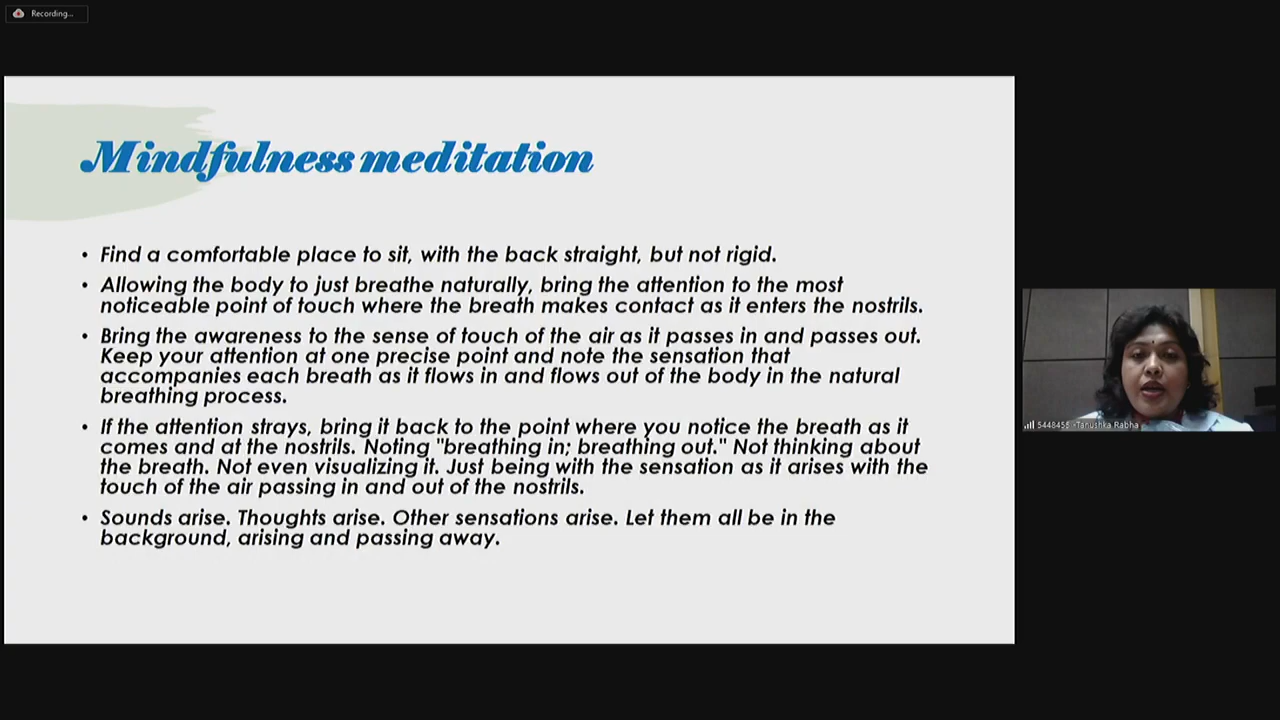 Recording...
Mindfulness meditation
• Find a comfortable place to sit, with the back straight, but not rigid.
• Allowing the body to just breathe naturally, bring the attention to the most
noticeable point of touch where the breath makes contact as it enters the nostrils.
• Bring the awareness to the sense of touch of the air as it passes in and passes out.
Keep your attention at one precise point and note the sensation that
accompanies each breath as it flows in and flows out of the body in the natural
breathing process.
• If the attention strays, bring it back to the point where you notice the breath as it
comes and at the nostrils. Noting "breathing in; breathing out." Not thinking about
the breath. Not even visualizing it. Just being with the sensation as it arises with the
touch of the air passing in and out of the nostrils.
• Sounds arise. Thoughts arise. Other sensations arise. Let them all be in the
background, arising and passing away.
Tanushka Rabha